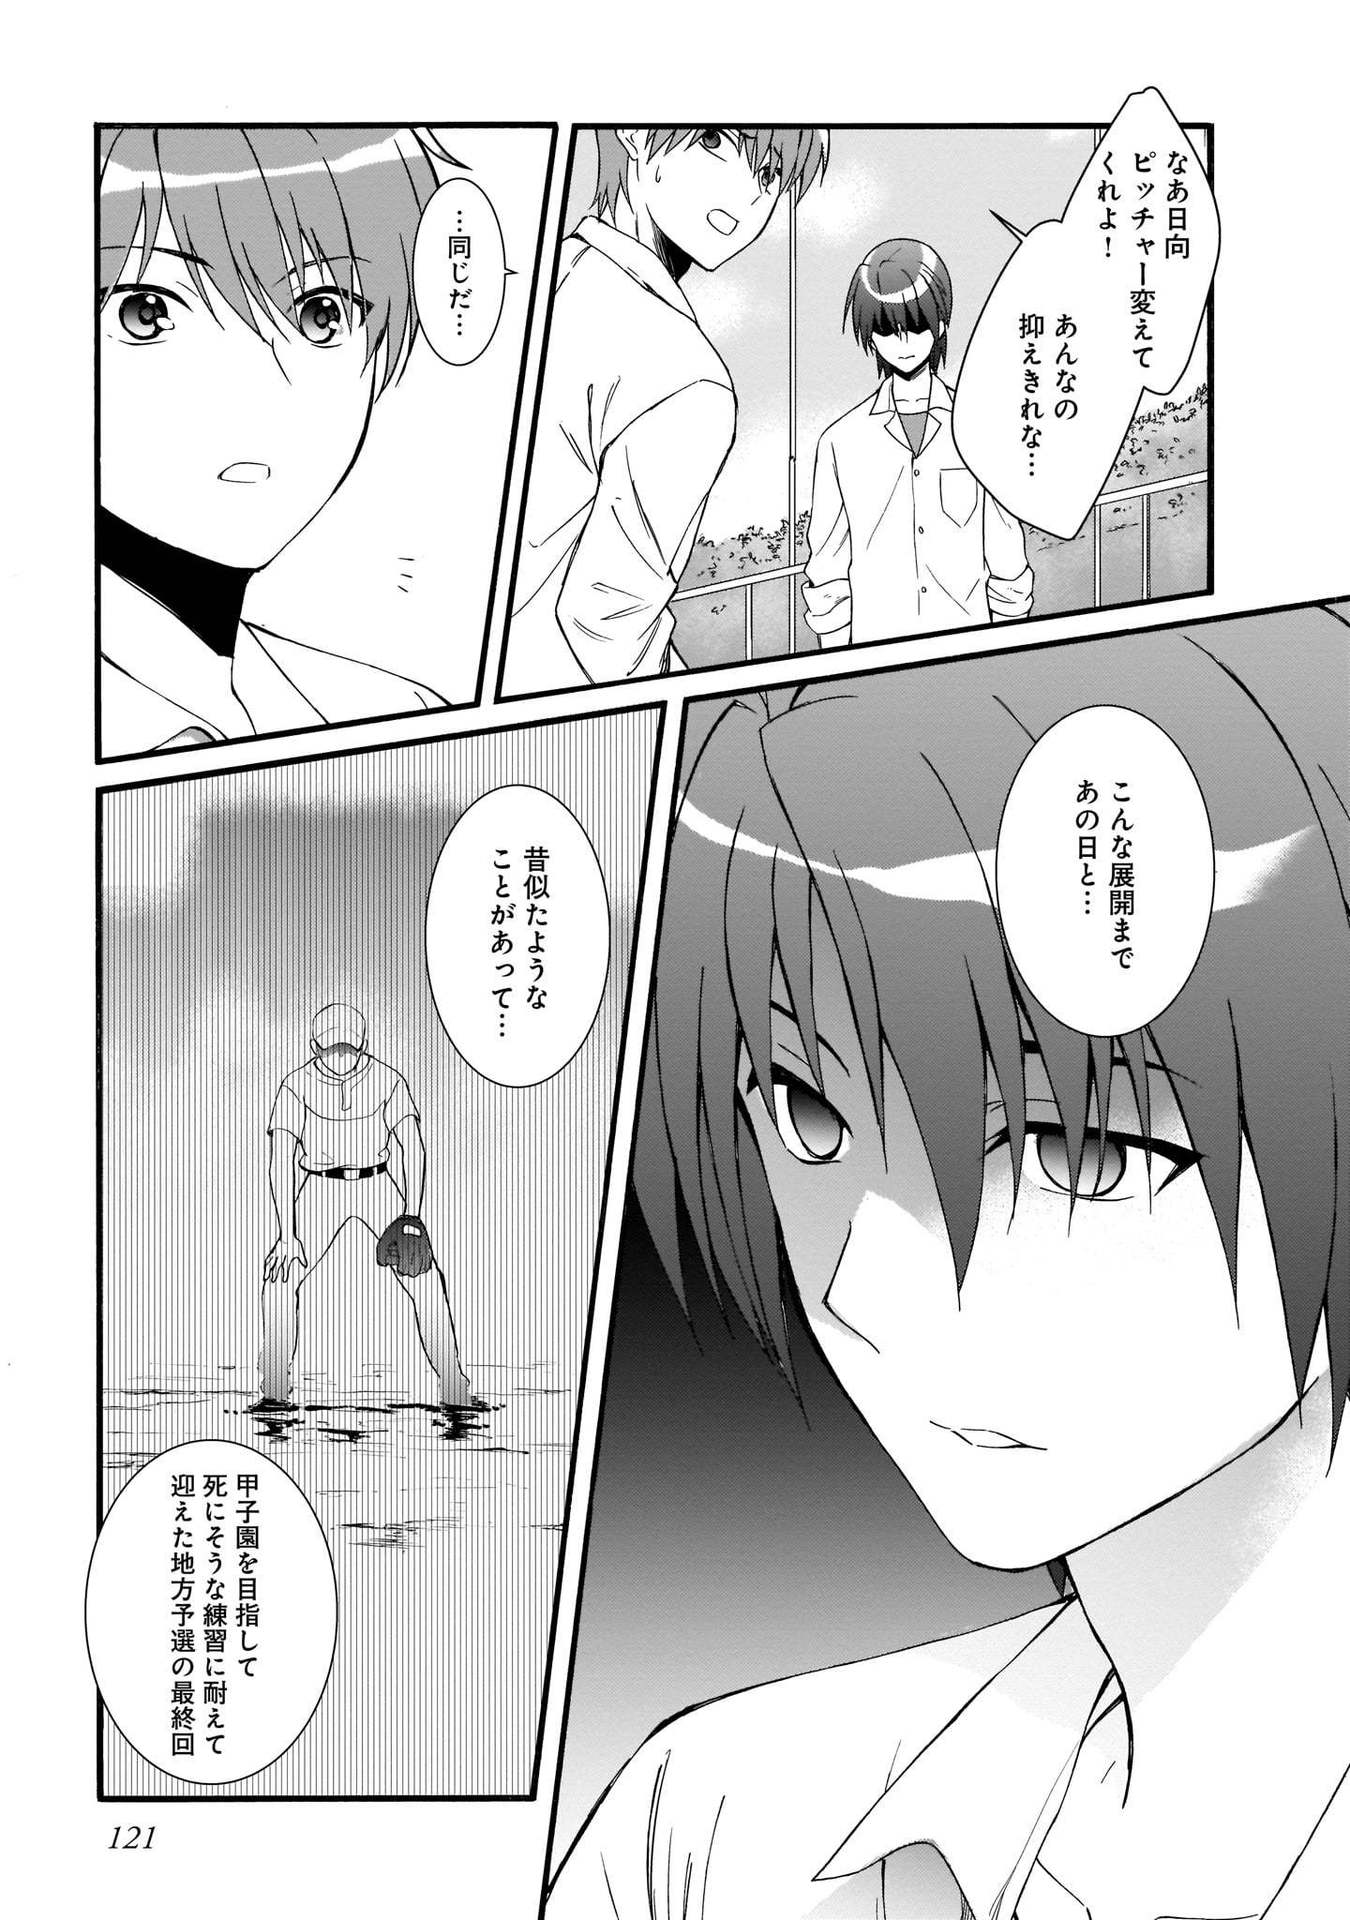 なあ日向
ピッチャー変えて
くれよ!
あんなの
抑えきれな…
…同じだ…
こんな展開まで
あの日と…
昔似たような
ことがあって…
甲子園を目指して
死にそうな練習に耐えて
迎えた地方予選の最終回
121